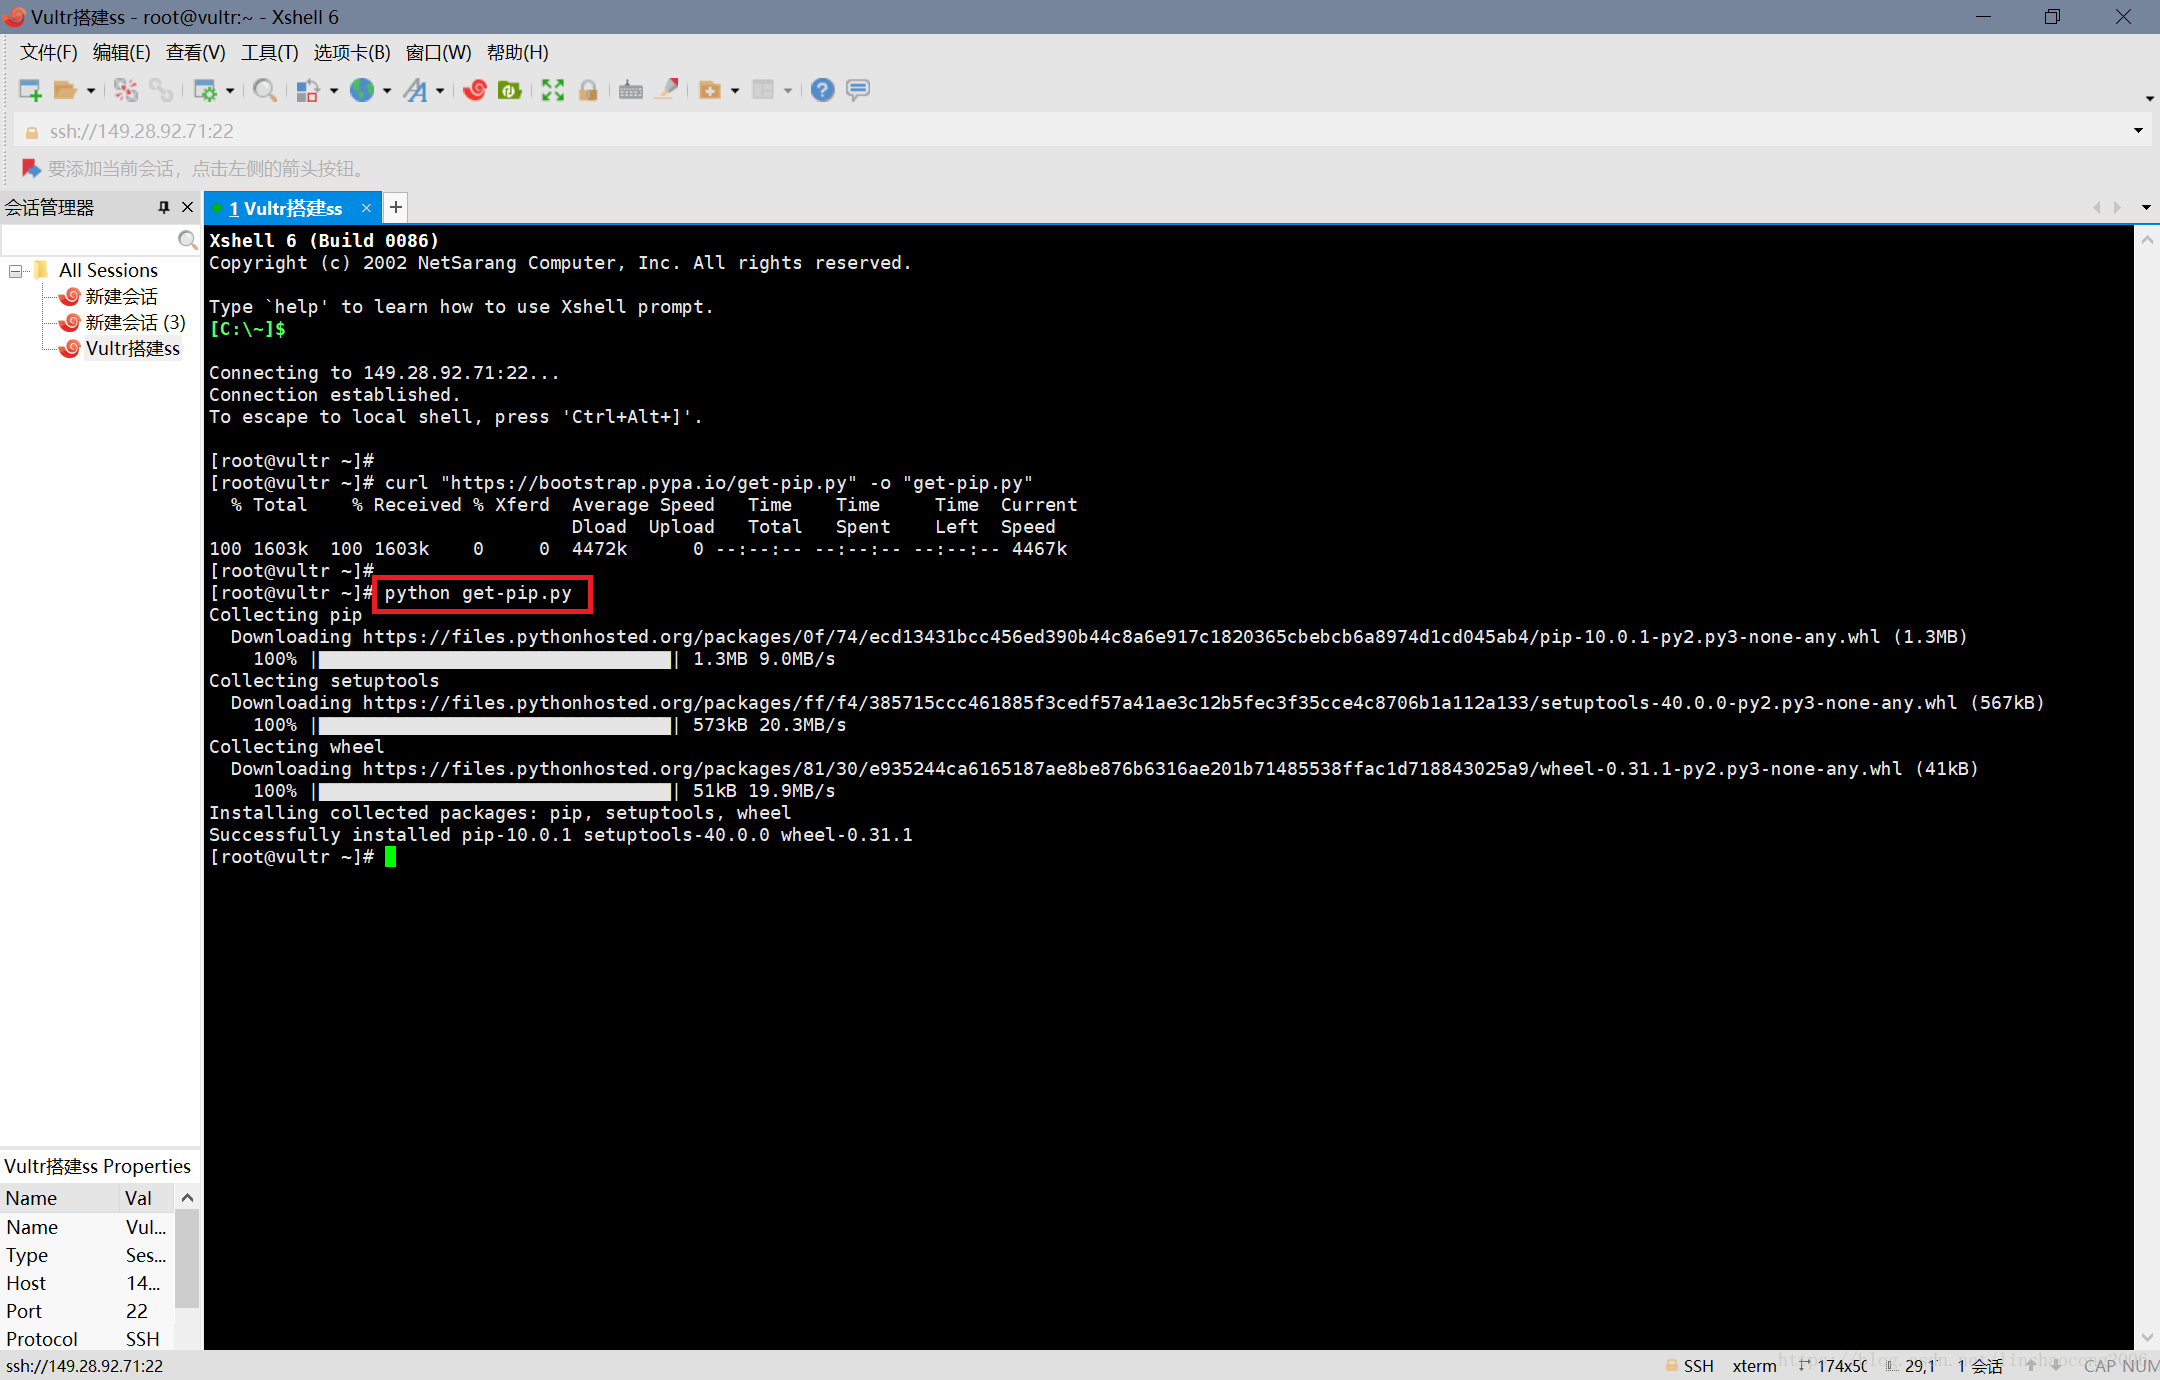 Vultr搭建ss - root@vultr:~ - Xshell 6
文件(F) 编辑(E) 查看(V) 工具(T) 选项卡(B) 窗口(W) 帮助(H)
ssh://149.28.92.71:22
要添加当前会话，点击左侧的箭头按钮。
会话管理器
1 Vultr搭建ss
All Sessions
新建会话
新建会话 (3)
Vultr搭建ss
Xshell 6 (Build 0086)
Copyright (c) 2002 NetSarang Computer, Inc. All rights reserved.
Type `help' to learn how to use Xshell prompt.
[C:\~]$
Connecting to 149.28.92.71:22...
Connection established.
To escape to local shell, press 'Ctrl+Alt+]'.
[root@vultr ~]#
[root@vultr ~]# curl "https://bootstrap.pypa.io/get-pip.py" -o "get-pip.py"
% Total % Received % Xferd Average Speed Time Time Time Current
Dload Upload Total Spent Left Speed
100 1603k 100 1603k 0 0 4472k 0 --:--:-- --:--:-- --:--:-- 4467k
[root@vultr ~]#
[root@vultr ~]# python get-pip.py
Collecting pip
Downloading https://files.pythonhosted.org/packages/0f/74/ecd13431bcc456ed390b44c8a6e917c1820365cbebcb6a8974d1cd045ab4/pip-10.0.1-py2.py3-none-any.whl (1.3MB)
100% || 1.3MB 9.0MB/s
Collecting setuptools
Downloading https://files.pythonhosted.org/packages/ff/f4/385715ccc461885f3cedf57a41ae3c12b5fec3f35cce4c8706b1a112a133/setuptools-40.0.0-py2.py3-none-any.whl (567kB)
100% || 573kB 20.3MB/s
Collecting wheel
Downloading https://files.pythonhosted.org/packages/81/30/e935244ca6165187ae8be876b6316ae201b71485538ffac1d718843025a9/wheel-0.31.1-py2.py3-none-any.whl (41kB)
100% || 51kB 19.9MB/s
Installing collected packages: pip, setuptools, wheel
Successfully installed pip-10.0.1 setuptools-40.0.0 wheel-0.31.1
[root@vultr ~]#
Vultr搭建ss Properties
Name Val
Name Vul...
Type Ses...
Host 14...
Port 22
Protocol SSH
ssh://149.28.92.71:22
SSH xterm 174x50 29,1 1 会话 CAP NUM